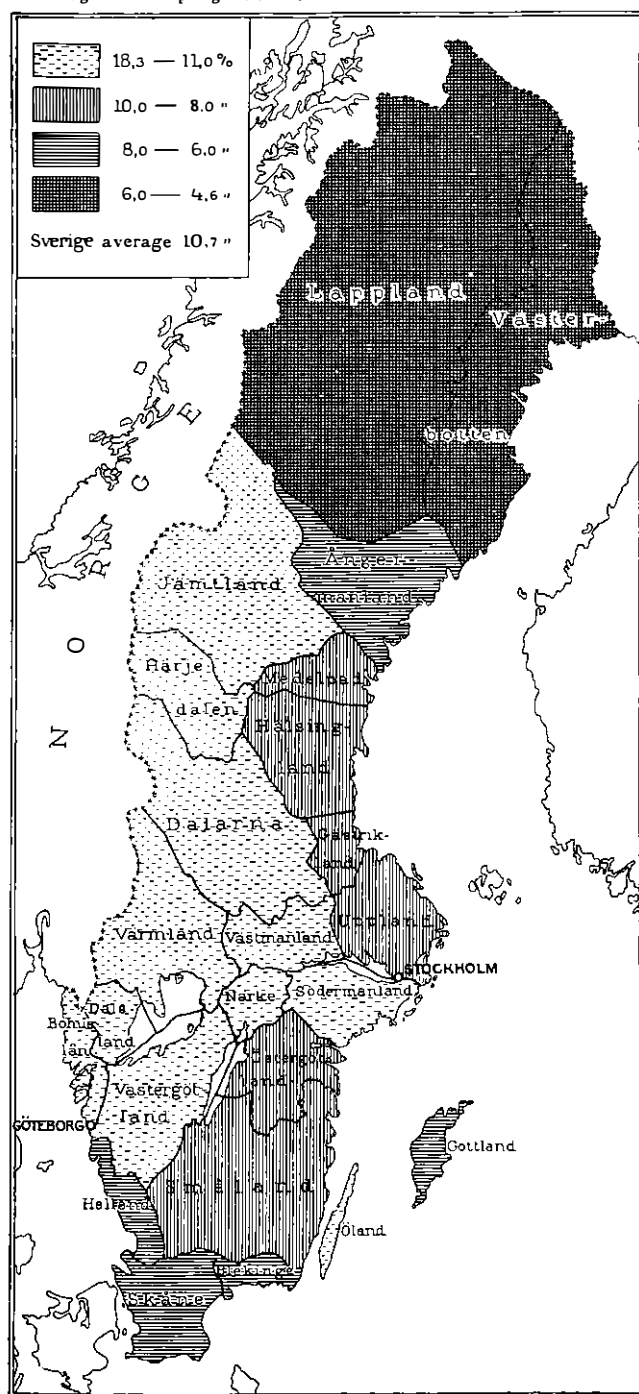 18,3 — 11,0 %
10,0 — 8.0 "
8,0 — 6.0 "
6,0 — 4,6 "
Sverige average 10,7 "
Lappland
Väster-
botten
NORGE
Ånger-
manland
Jämtland
Härje
dalen
Medelpad
Hälsing-
land
Dalarna
Gästrik-
land
Uppland
Värmland
Västmanland
STOCKHOLM
Närke
Södermanland
Dals
land
Bohus
län
Östergöt
land
Västergöt
land
GÖTEBORG
Gottland
Småland
Halland
Öland
Blekinge
Skåne